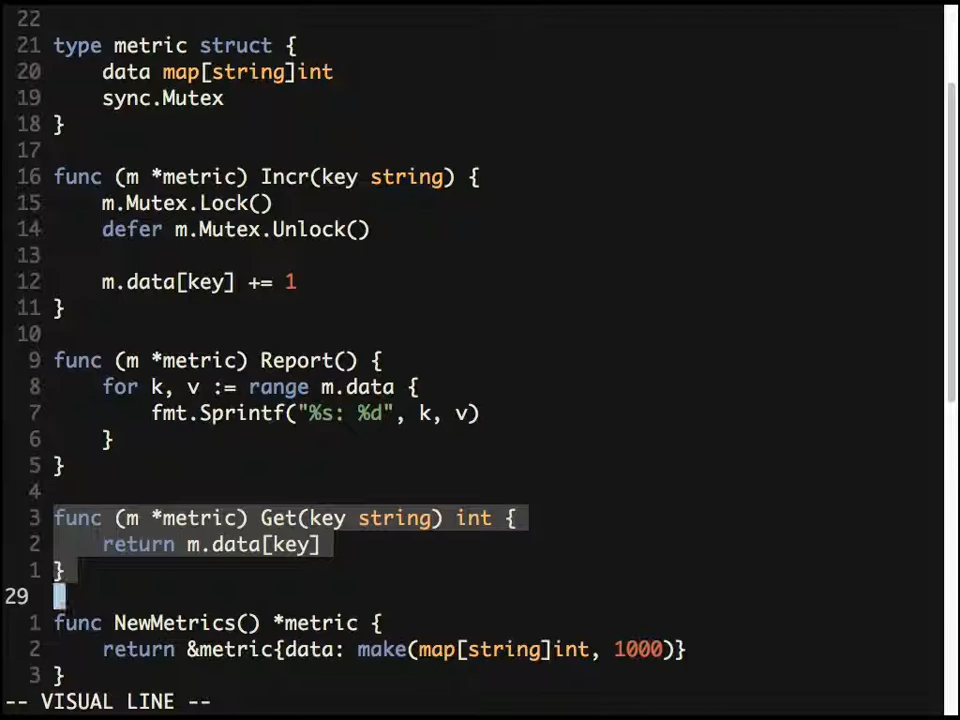 22
21 type metric struct {
20     data map[string]int
19     sync.Mutex
18 }
17
16 func (m *metric) Incr(key string) {
15     m.Mutex.Lock()
14     defer m.Mutex.Unlock()
13
12     m.data[key] += 1
11 }
10
9 func (m *metric) Report() {
8     for k, v := range m.data {
7         fmt.Sprintf("%s: %d", k, v)
6     }
5 }
4
3 func (m *metric) Get(key string) int {
2     return m.data[key]
1 }
29
1 func NewMetrics() *metric {
2     return &metric{data: make(map[string]int, 1000)}
3 }
-- VISUAL LINE --